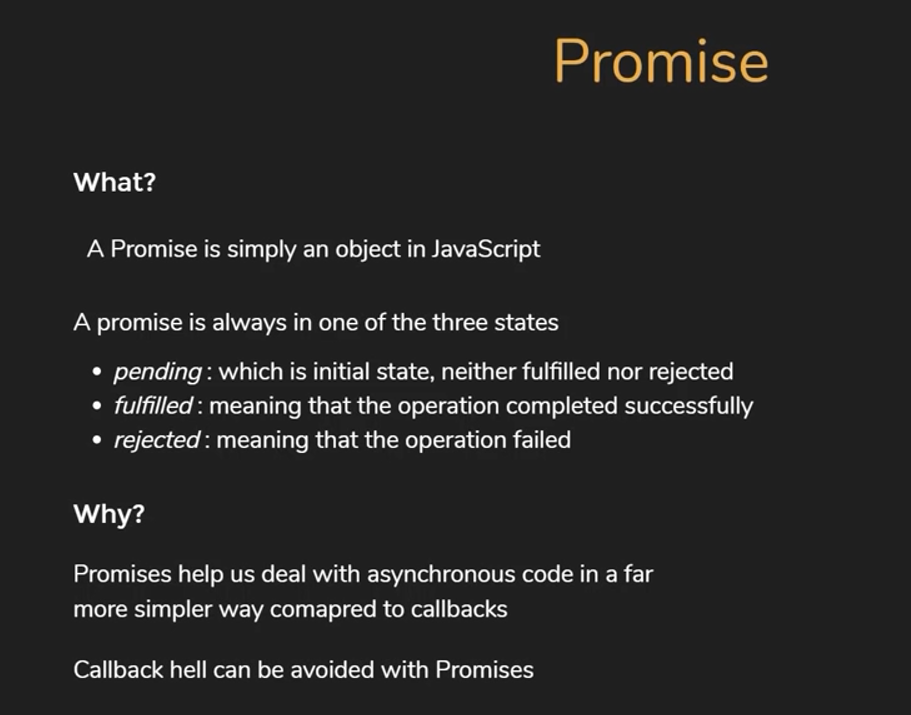 Promise
What?
A Promise is simply an object in JavaScript
A promise is always in one of the three states
• pending : which is initial state, neither fulfilled nor rejected
• fulfilled : meaning that the operation completed successfully
• rejected : meaning that the operation failed
Why?
Promises help us deal with asynchronous code in a far
more simpler way comapred to callbacks
Callback hell can be avoided with Promises